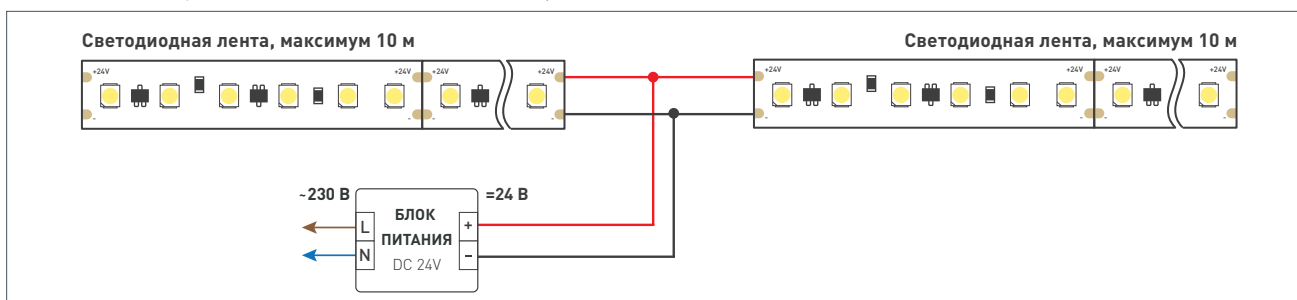 Светодиодная лента, максимум 10 м
Светодиодная лента, максимум 10 м
+24V +24V +24V
- - -
+24V +24V +24V
- - -
~230 В
=24 В
L
БЛОК
+
ПИТАНИЯ
N
DC 24V
–